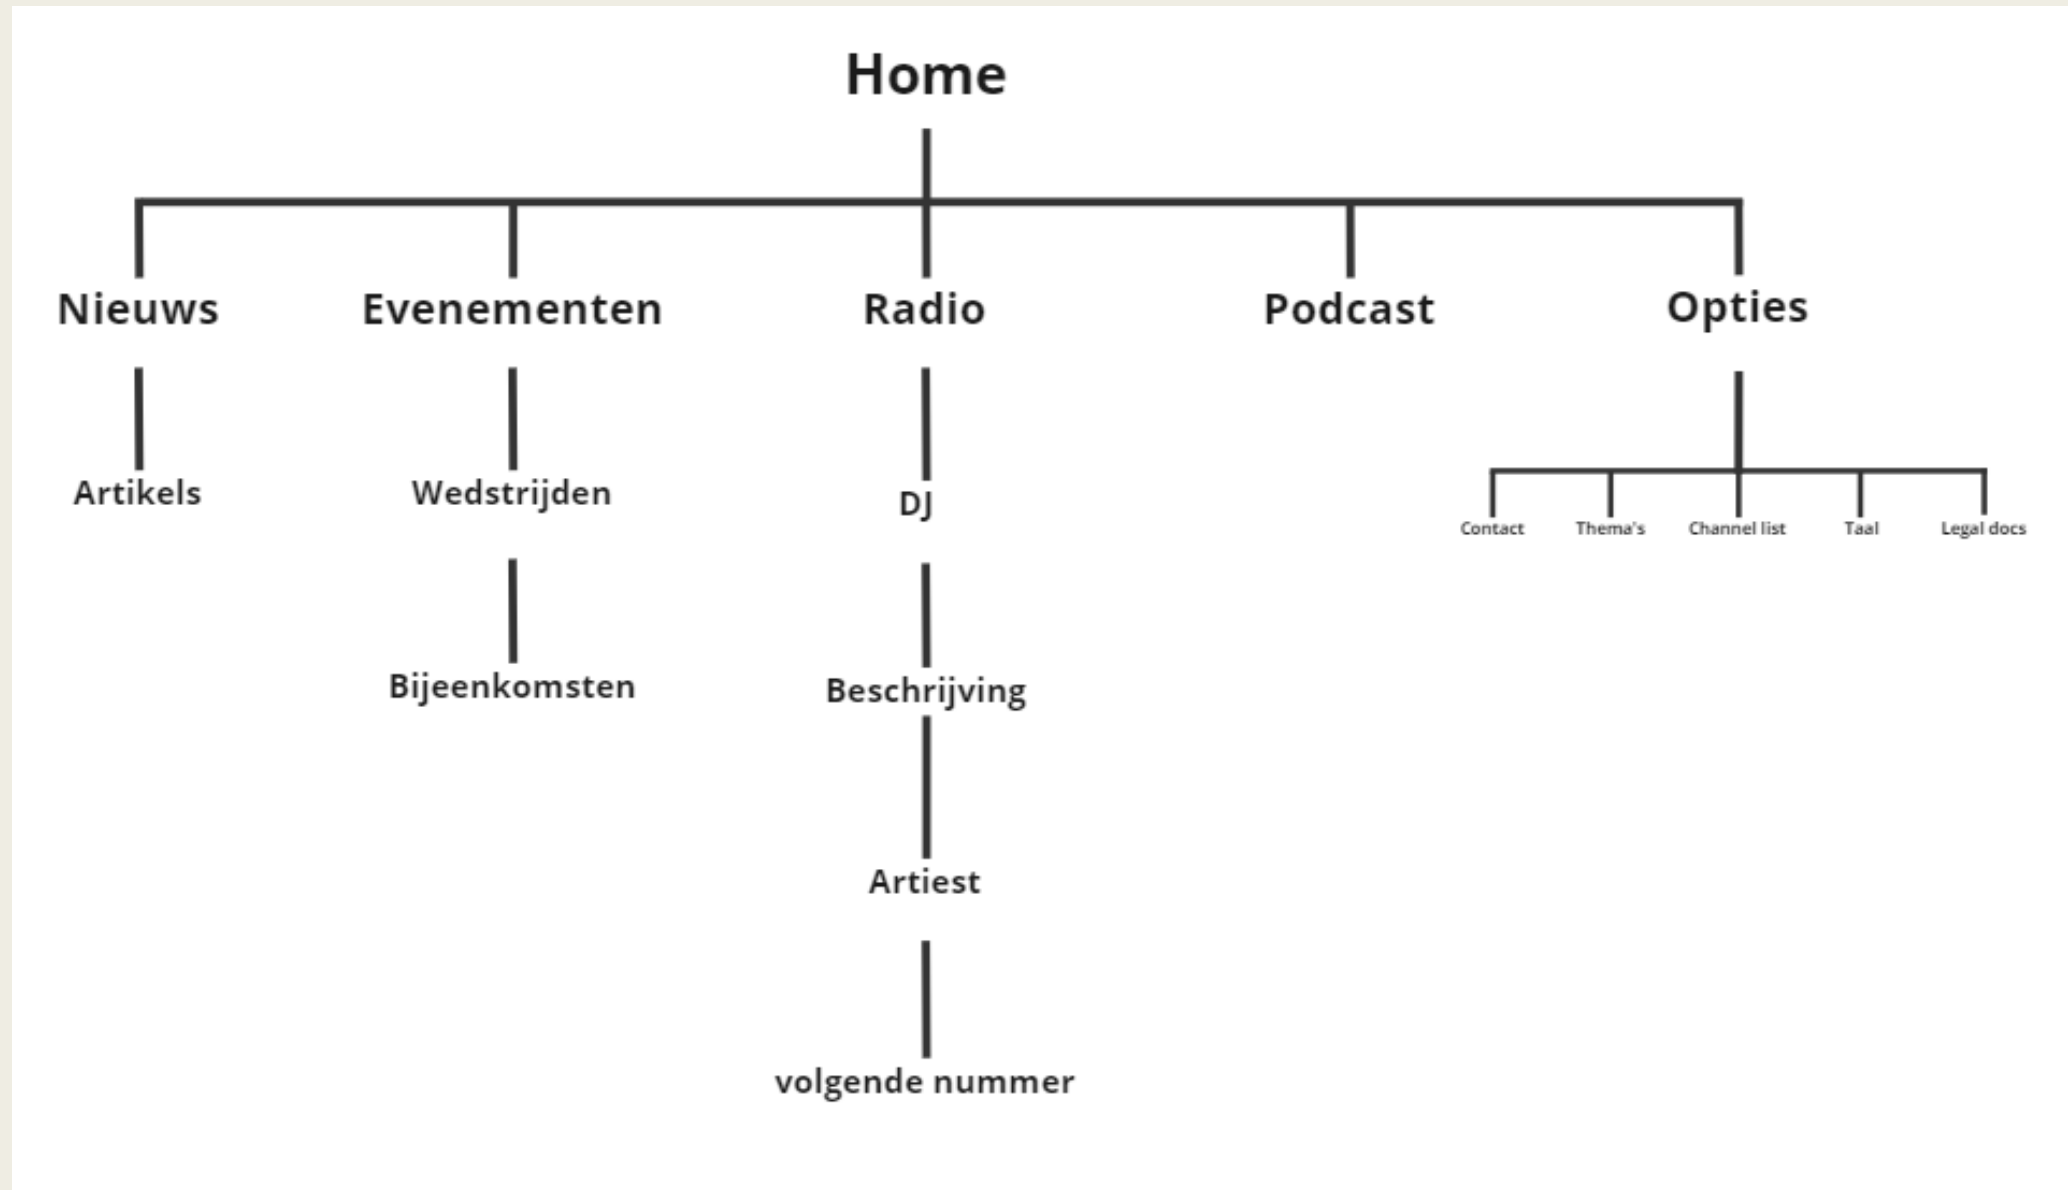 Home
Nieuws
Evenementen
Radio
Podcast
Opties
Artikels
Wedstrijden
DJ
Contact
Thema's
Channel list
Taal
Legal docs
Bijeenkomsten
Beschrijving
Artiest
volgende nummer